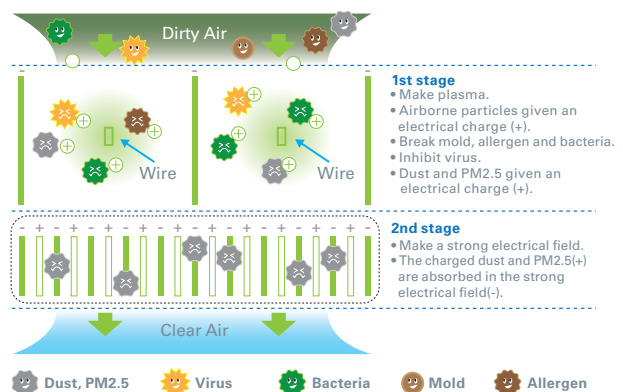 Dirty Air
- - -
1st stage
• Make plasma.
• Airborne particles given an
electrical charge (+).
• Break mold, allergen and bacteria.
• Inhibit virus.
• Dust and PM2.5 given an
electrical charge (+).
+ + + + + +
Wire Wire
2nd stage
• Make a strong electrical field.
• The charged dust and PM2.5(+)
are absorbed in the strong
electrical field(-).
- + - + - + - + - + - + - + - + - + - +
Clear Air
Dust, PM2.5 Virus Bacteria Mold Allergen